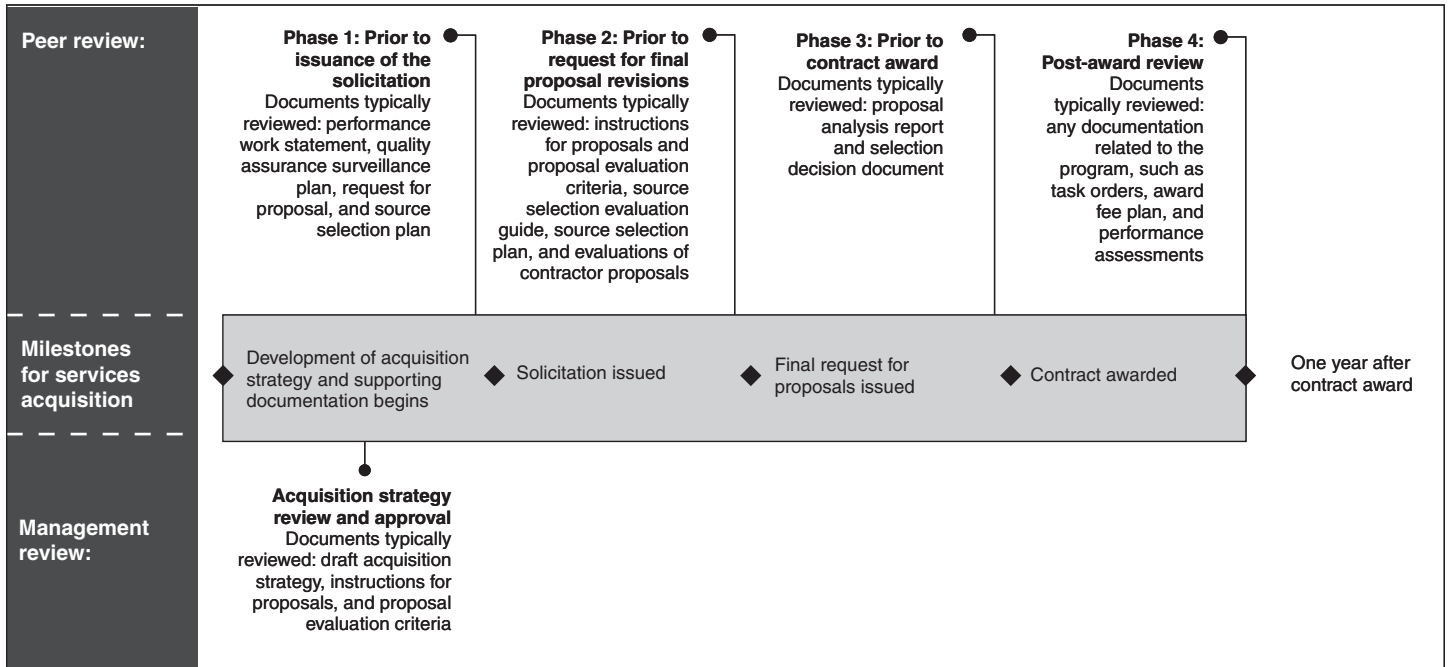 Peer review:
Phase 1: Prior to
issuance of the
solicitation
Documents typically
reviewed: performance
work statement, quality
assurance surveillance
plan, request for
proposal, and source
selection plan
Phase 2: Prior to
request for final
proposal revisions
Documents typically
reviewed: instructions
for proposals and
proposal evaluation
criteria, source
selection evaluation
guide, source selection
plan, and evaluations of
contractor proposals
Phase 3: Prior to
contract award
Documents typically
reviewed: proposal
analysis report
and selection
decision document
Phase 4:
Post-award review
Documents
typically reviewed:
any documentation
related to the
program, such as
task orders, award
fee plan, and
performance
assessments
Milestones
for services
acquisition
Development of acquisition
strategy and supporting
documentation begins
Solicitation issued
Final request for
proposals issued
Contract awarded
One year after
contract award
Management
review:
Acquisition strategy
review and approval
Documents typically
reviewed: draft acquisition
strategy, instructions for
proposals, and proposal
evaluation criteria